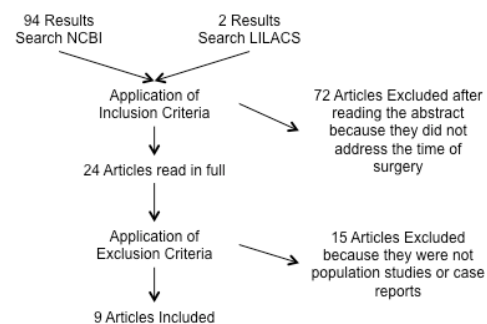 94 Results
Search NCBI
2 Results
Search LILACS
Application of
Inclusion Criteria
72 Articles Excluded after
reading the abstract
because they did not
address the time of
surgery
24 Articles read in full
Application of
Exclusion Criteria
15 Articles Excluded
because they were not
population studies or case
reports
9 Articles Included